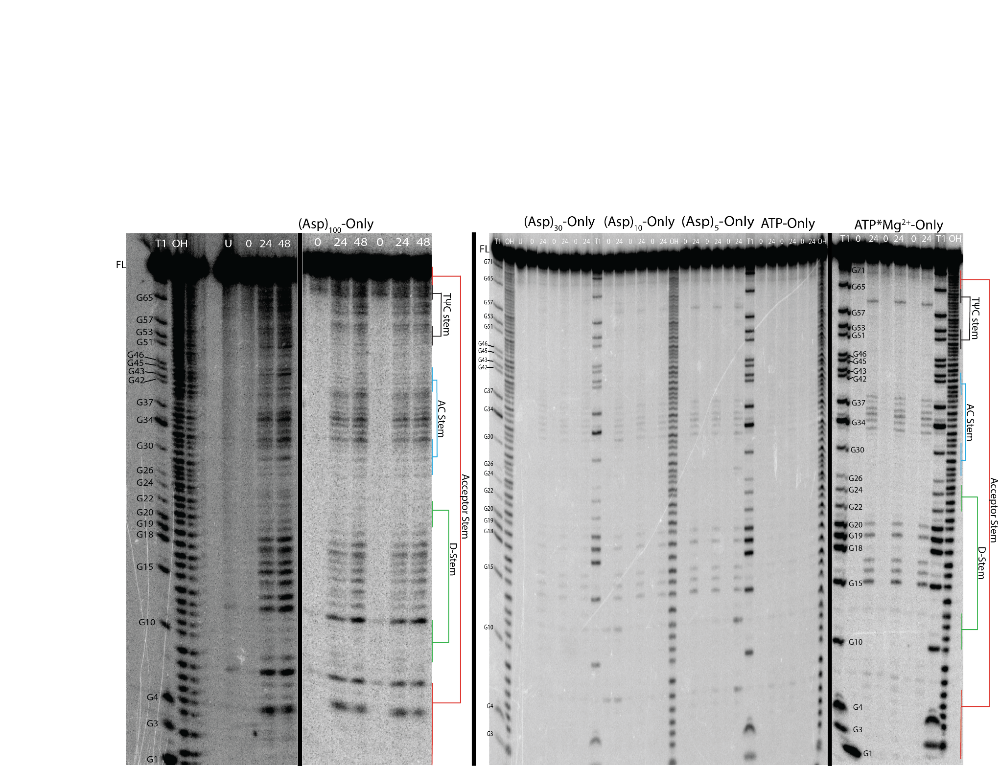 (Asp)100-Only
(Asp)30-Only (Asp)10-Only (Asp)5-Only ATP-Only ATP*Mg2+-Only
T1 OH U 0 24 48 0 24 48 0 24 48
T1 OH U 0 24 0 24 0 24 T1 0 24 0 24 0 24 OH 0 24 0 24 0 24 T1 0 24 0 24 0 24 OH
T1 0 24 0 24 0 24 T1 OH
FL
G65
G57
G53
G51
G46
G45
G43
G42
G37
G34
G30
G26
G24
G22
G20
G19
G18
G15
G10
G4
G3
G1
TΨC stem
AC Stem
D-Stem
Acceptor Stem
FL
G71
G65
G57
G53
G51
G46
G45
G43
G42
G37
G34
G30
G26
G24
G22
G20
G19
G18
G15
G10
G4
G3
G71
G65
G57
G53
G51
G46
G45
G43
G42
G37
G34
G30
G26
G24
G22
G20
G19
G18
G15
G10
G4
G3
G1
TΨC stem
AC Stem
D-Stem
Acceptor Stem